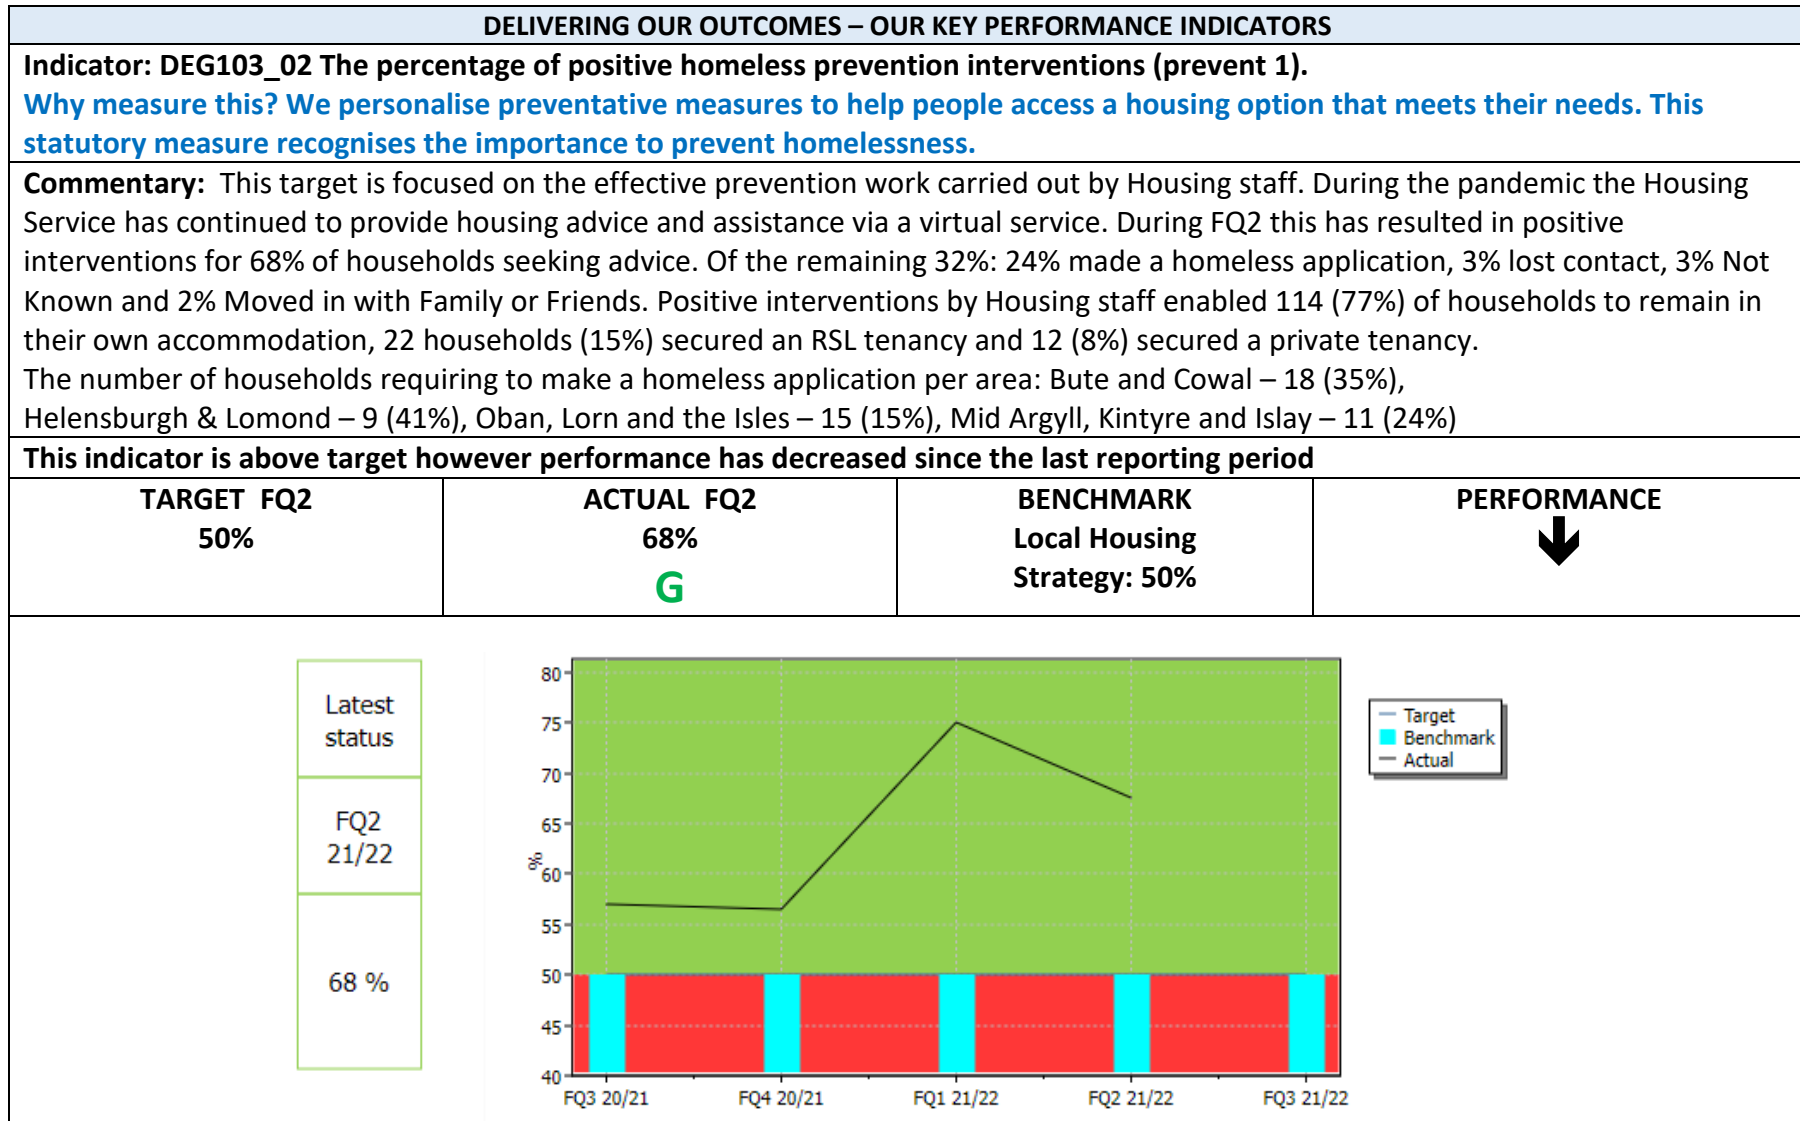 DELIVERING OUR OUTCOMES – OUR KEY PERFORMANCE INDICATORS
Indicator: DEG103_02 The percentage of positive homeless prevention interventions (prevent 1).
Why measure this? We personalise preventative measures to help people access a housing option that meets their needs. This
statutory measure recognises the importance to prevent homelessness.
Commentary: This target is focused on the effective prevention work carried out by Housing staff. During the pandemic the Housing
Service has continued to provide housing advice and assistance via a virtual service. During FQ2 this has resulted in positive
interventions for 68% of households seeking advice. Of the remaining 32%: 24% made a homeless application, 3% lost contact, 3% Not
Known and 2% Moved in with Family or Friends. Positive interventions by Housing staff enabled 114 (77%) of households to remain in
their own accommodation, 22 households (15%) secured an RSL tenancy and 12 (8%) secured a private tenancy.
The number of households requiring to make a homeless application per area: Bute and Cowal – 18 (35%),
Helensburgh & Lomond – 9 (41%), Oban, Lorn and the Isles – 15 (15%), Mid Argyll, Kintyre and Islay – 11 (24%)
This indicator is above target however performance has decreased since the last reporting period
TARGET FQ2
50%
ACTUAL FQ2
68%
G
BENCHMARK
Local Housing
Strategy: 50%
PERFORMANCE
Latest
status
FQ2
21/22
68 %
80
75
70
65
60
55
50
45
40
%
FQ3 20/21
FQ4 20/21
FQ1 21/22
FQ2 21/22
FQ3 21/22
Target
Benchmark
Actual